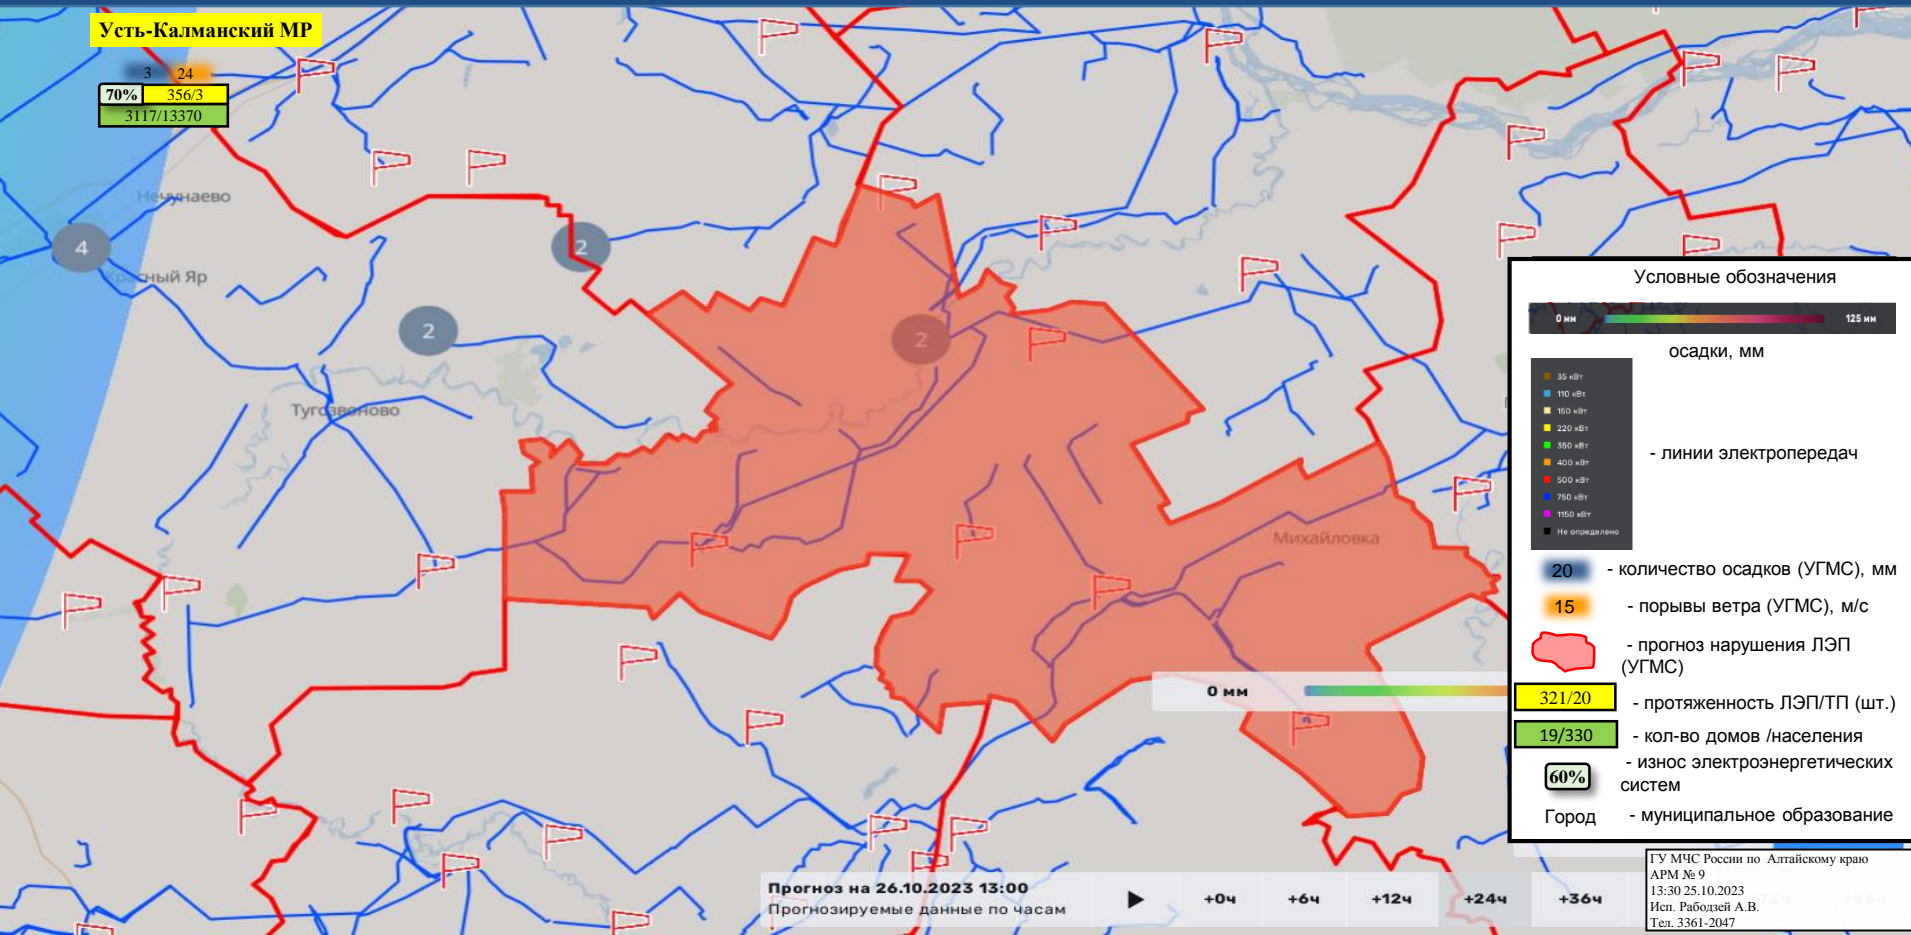 Усть-Калманский МР
3 24
70% 356/3
3117/13370
Нечунаево
4
2
Красный Яр
2
2
Тугозвоново
Михайловка
Условные обозначения
0 мм 125 мм
осадки, мм
35 кВт
110 кВт
150 кВт
220 кВт
350 кВт
400 кВт
500 кВт
750 кВт
1150 кВт
Не определено
- линии электропередач
20 - количество осадков (УГМС), мм
15 - порывы ветра (УГМС), м/с
- прогноз нарушения ЛЭП
(УГМС)
321/20 - протяженность ЛЭП/ТП (шт.)
19/330 - кол-во домов /населения
60% - износ электроэнергетических
систем
Город - муниципальное образование
0 мм
Прогноз на 26.10.2023 13:00
Прогнозируемые данные по часам
+0ч +6ч +12ч +24ч +36ч
ГУ МЧС России по Алтайскому краю
АРМ № 9
13:30 25.10.2023
Исп. Рабодзей А.В.
Тел. 3361-2047